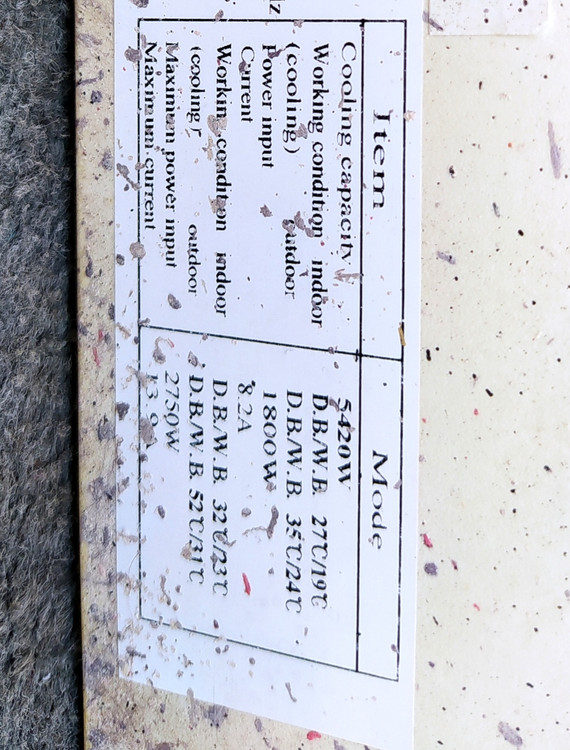 Item Mode
Cooling capacity 5420W
Working condition indoor D.B./W.B. 27℃/19℃
(cooling) outdoor D.B./W.B. 35℃/24℃
Power input 1800W
Current 8.2A
Working condition indoor D.B./W.B. 32℃/23℃
(cooling) outdoor D.B./W.B. 52℃/31℃
Maximum power input 2750W
Maximum current